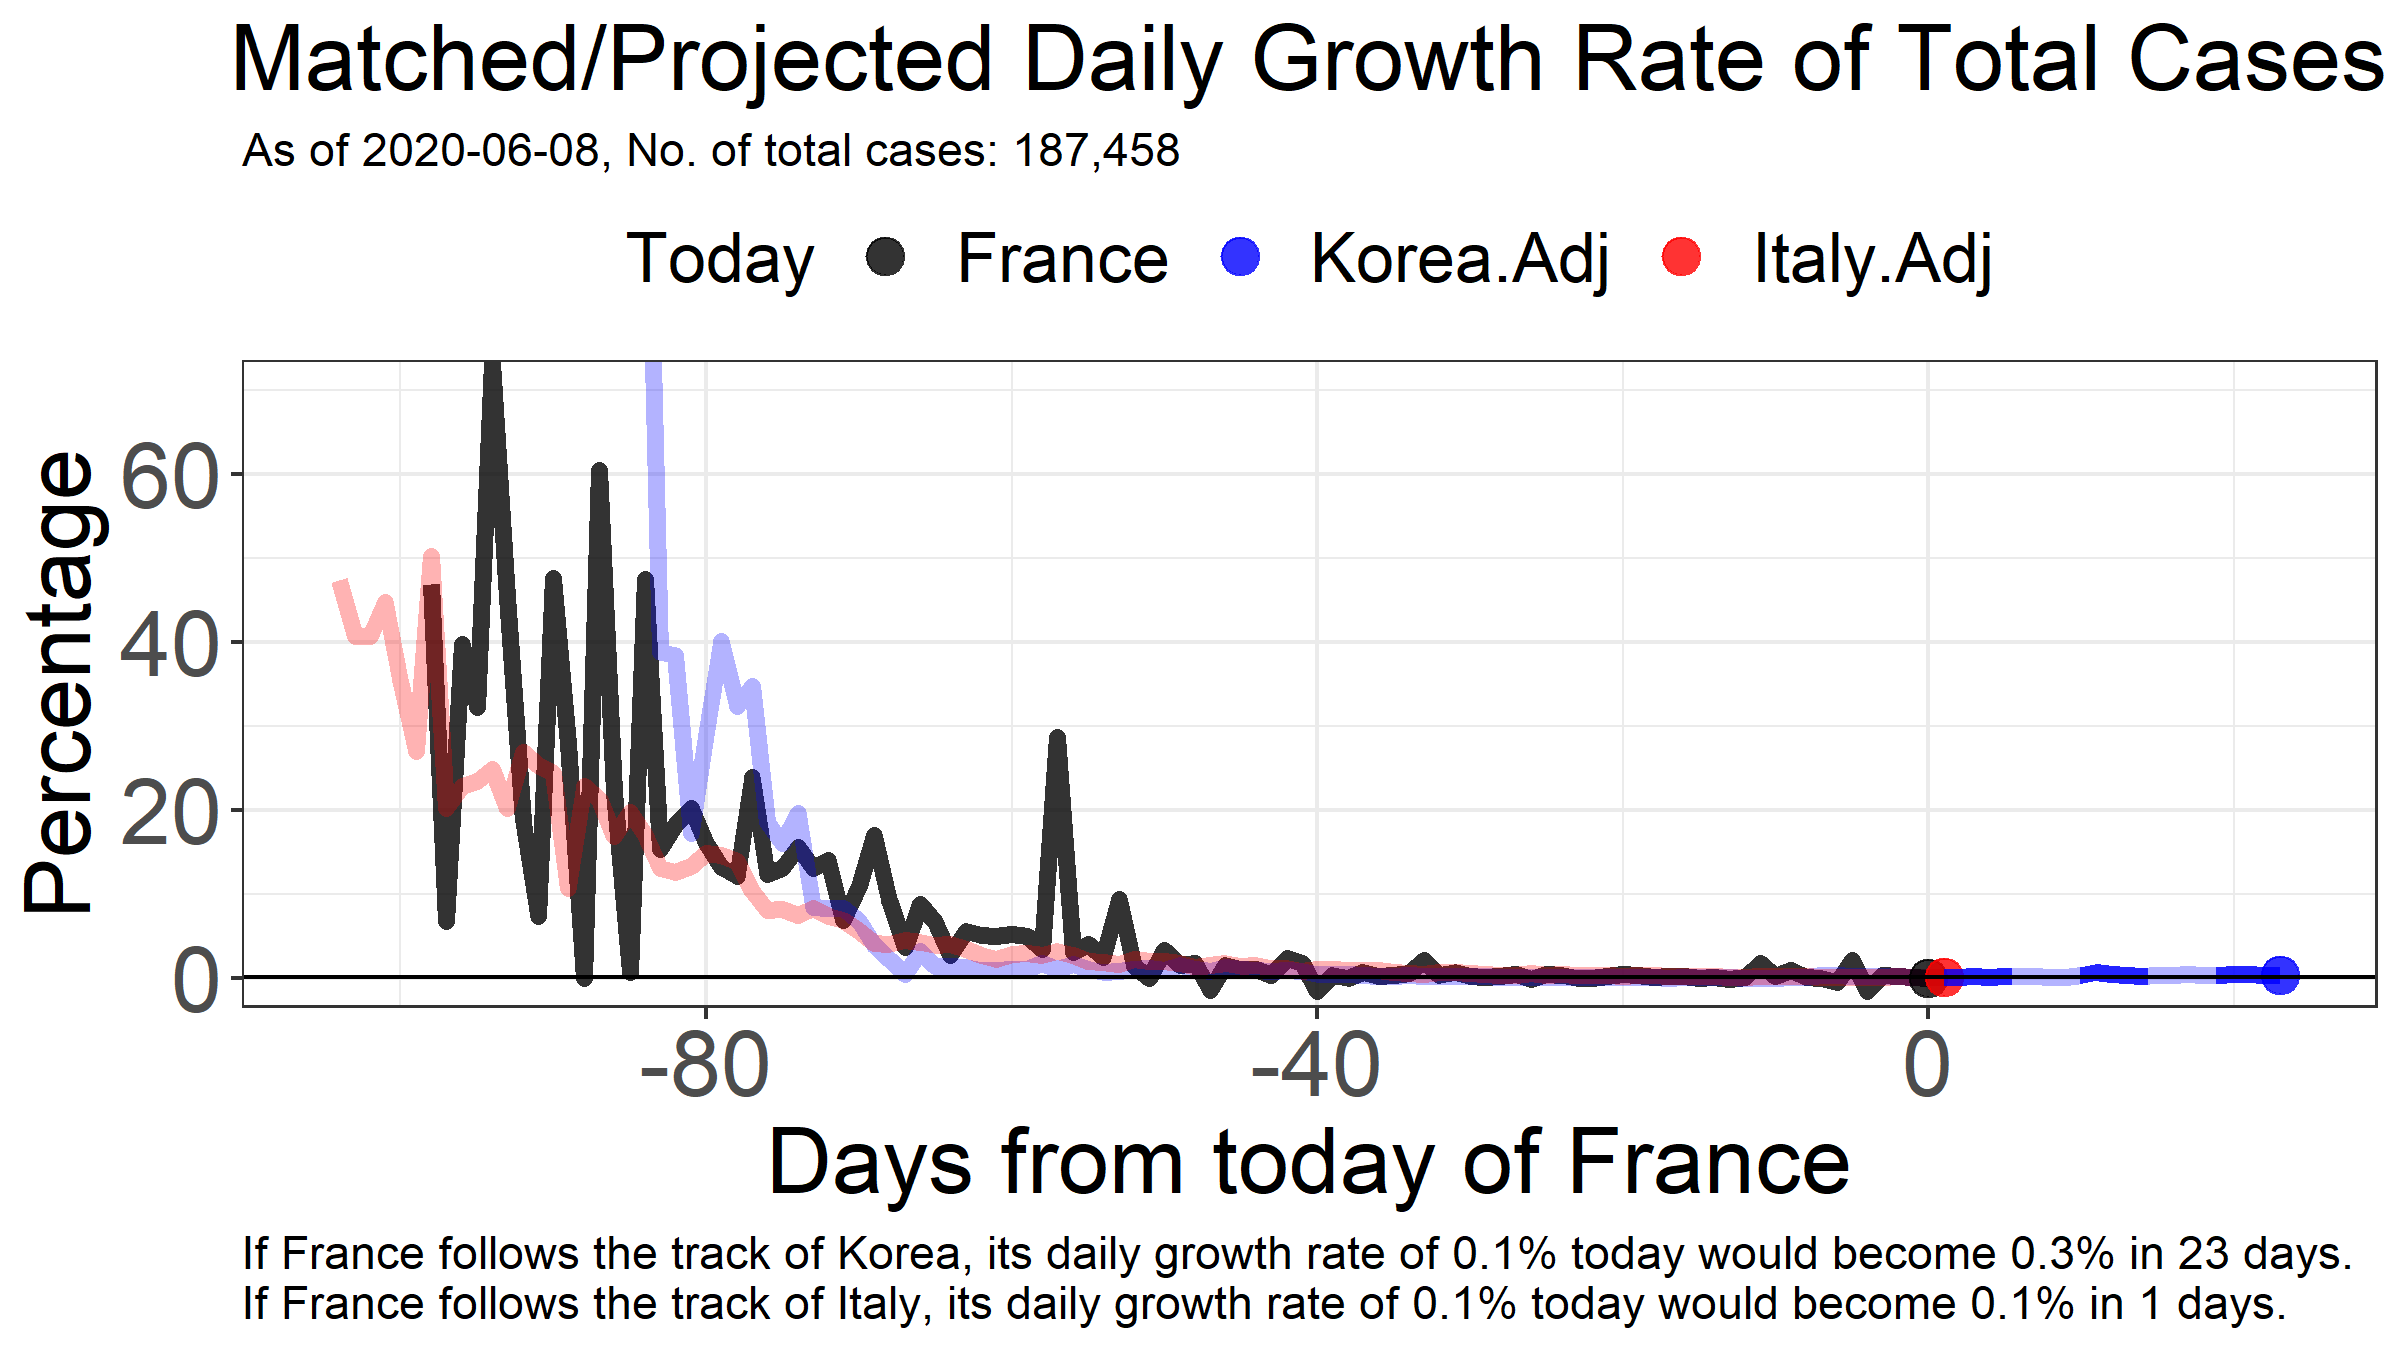 Matched/Projected Daily Growth Rate of Total Cases
As of 2020-06-08, No. of total cases: 187,458
Today France Korea.Adj Italy.Adj
Percentage
60
40
20
0
-80 -40 0
Days from today of France
If France follows the track of Korea, its daily growth rate of 0.1% today would become 0.3% in 23 days.
If France follows the track of Italy, its daily growth rate of 0.1% today would become 0.1% in 1 days.